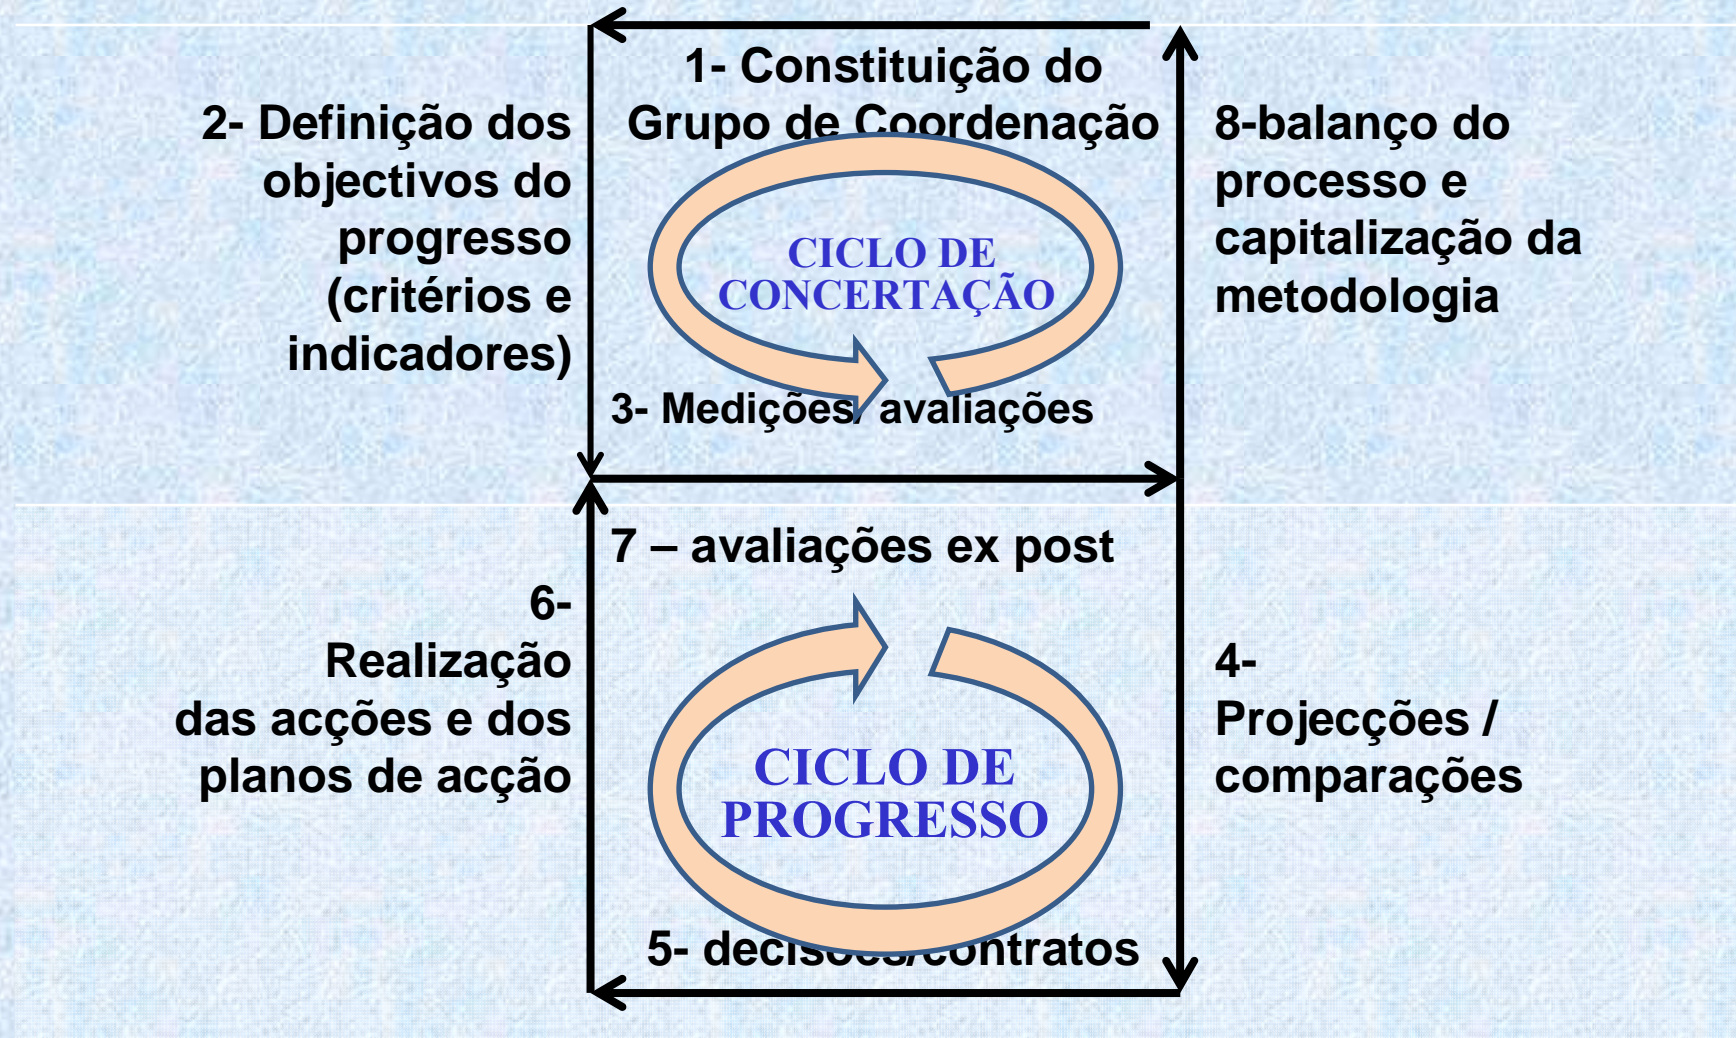 1- Constituição do
Grupo de Coordenação
2- Definição dos
objectivos do
progresso
(critérios e
indicadores)
8-balanço do
processo e
capitalização da
metodologia
CICLO DE
CONCERTAÇÃO
3- Medições/ avaliações
7 – avaliações ex post
6-
Realização
das acções e dos
planos de acção
4-
Projecções /
comparações
CICLO DE
PROGRESSO
5- decisões/contratos